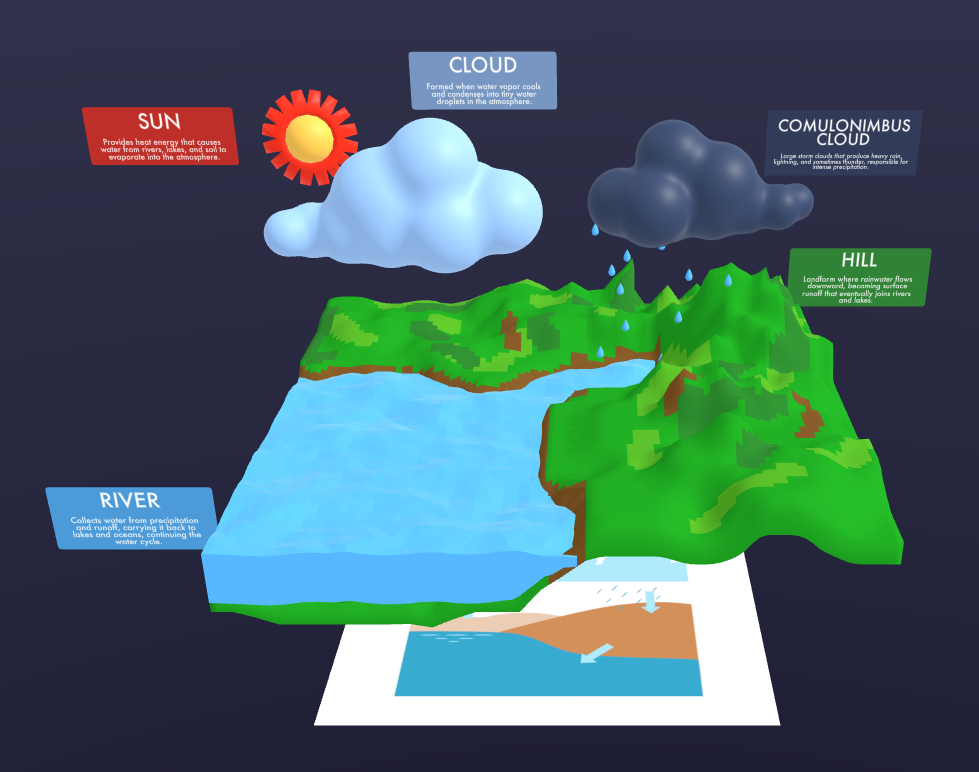 CLOUD
Formed when water vapor cools
and condenses into tiny water
droplets in the atmosphere.
SUN
Provides heat energy that causes
water from rivers, lakes, and soil to
evaporate into the atmosphere.
COMULONIMBUS
CLOUD
Large storm clouds that produce heavy rain,
lightning, and sometimes thunder, responsible for
intense precipitation.
HILL
Landform where rainwater flows
downward, becoming surface
runoff that eventually joins rivers
and lakes.
RIVER
Collects water from precipitation
and runoff, carrying it back to
lakes and oceans, continuing the
water cycle.